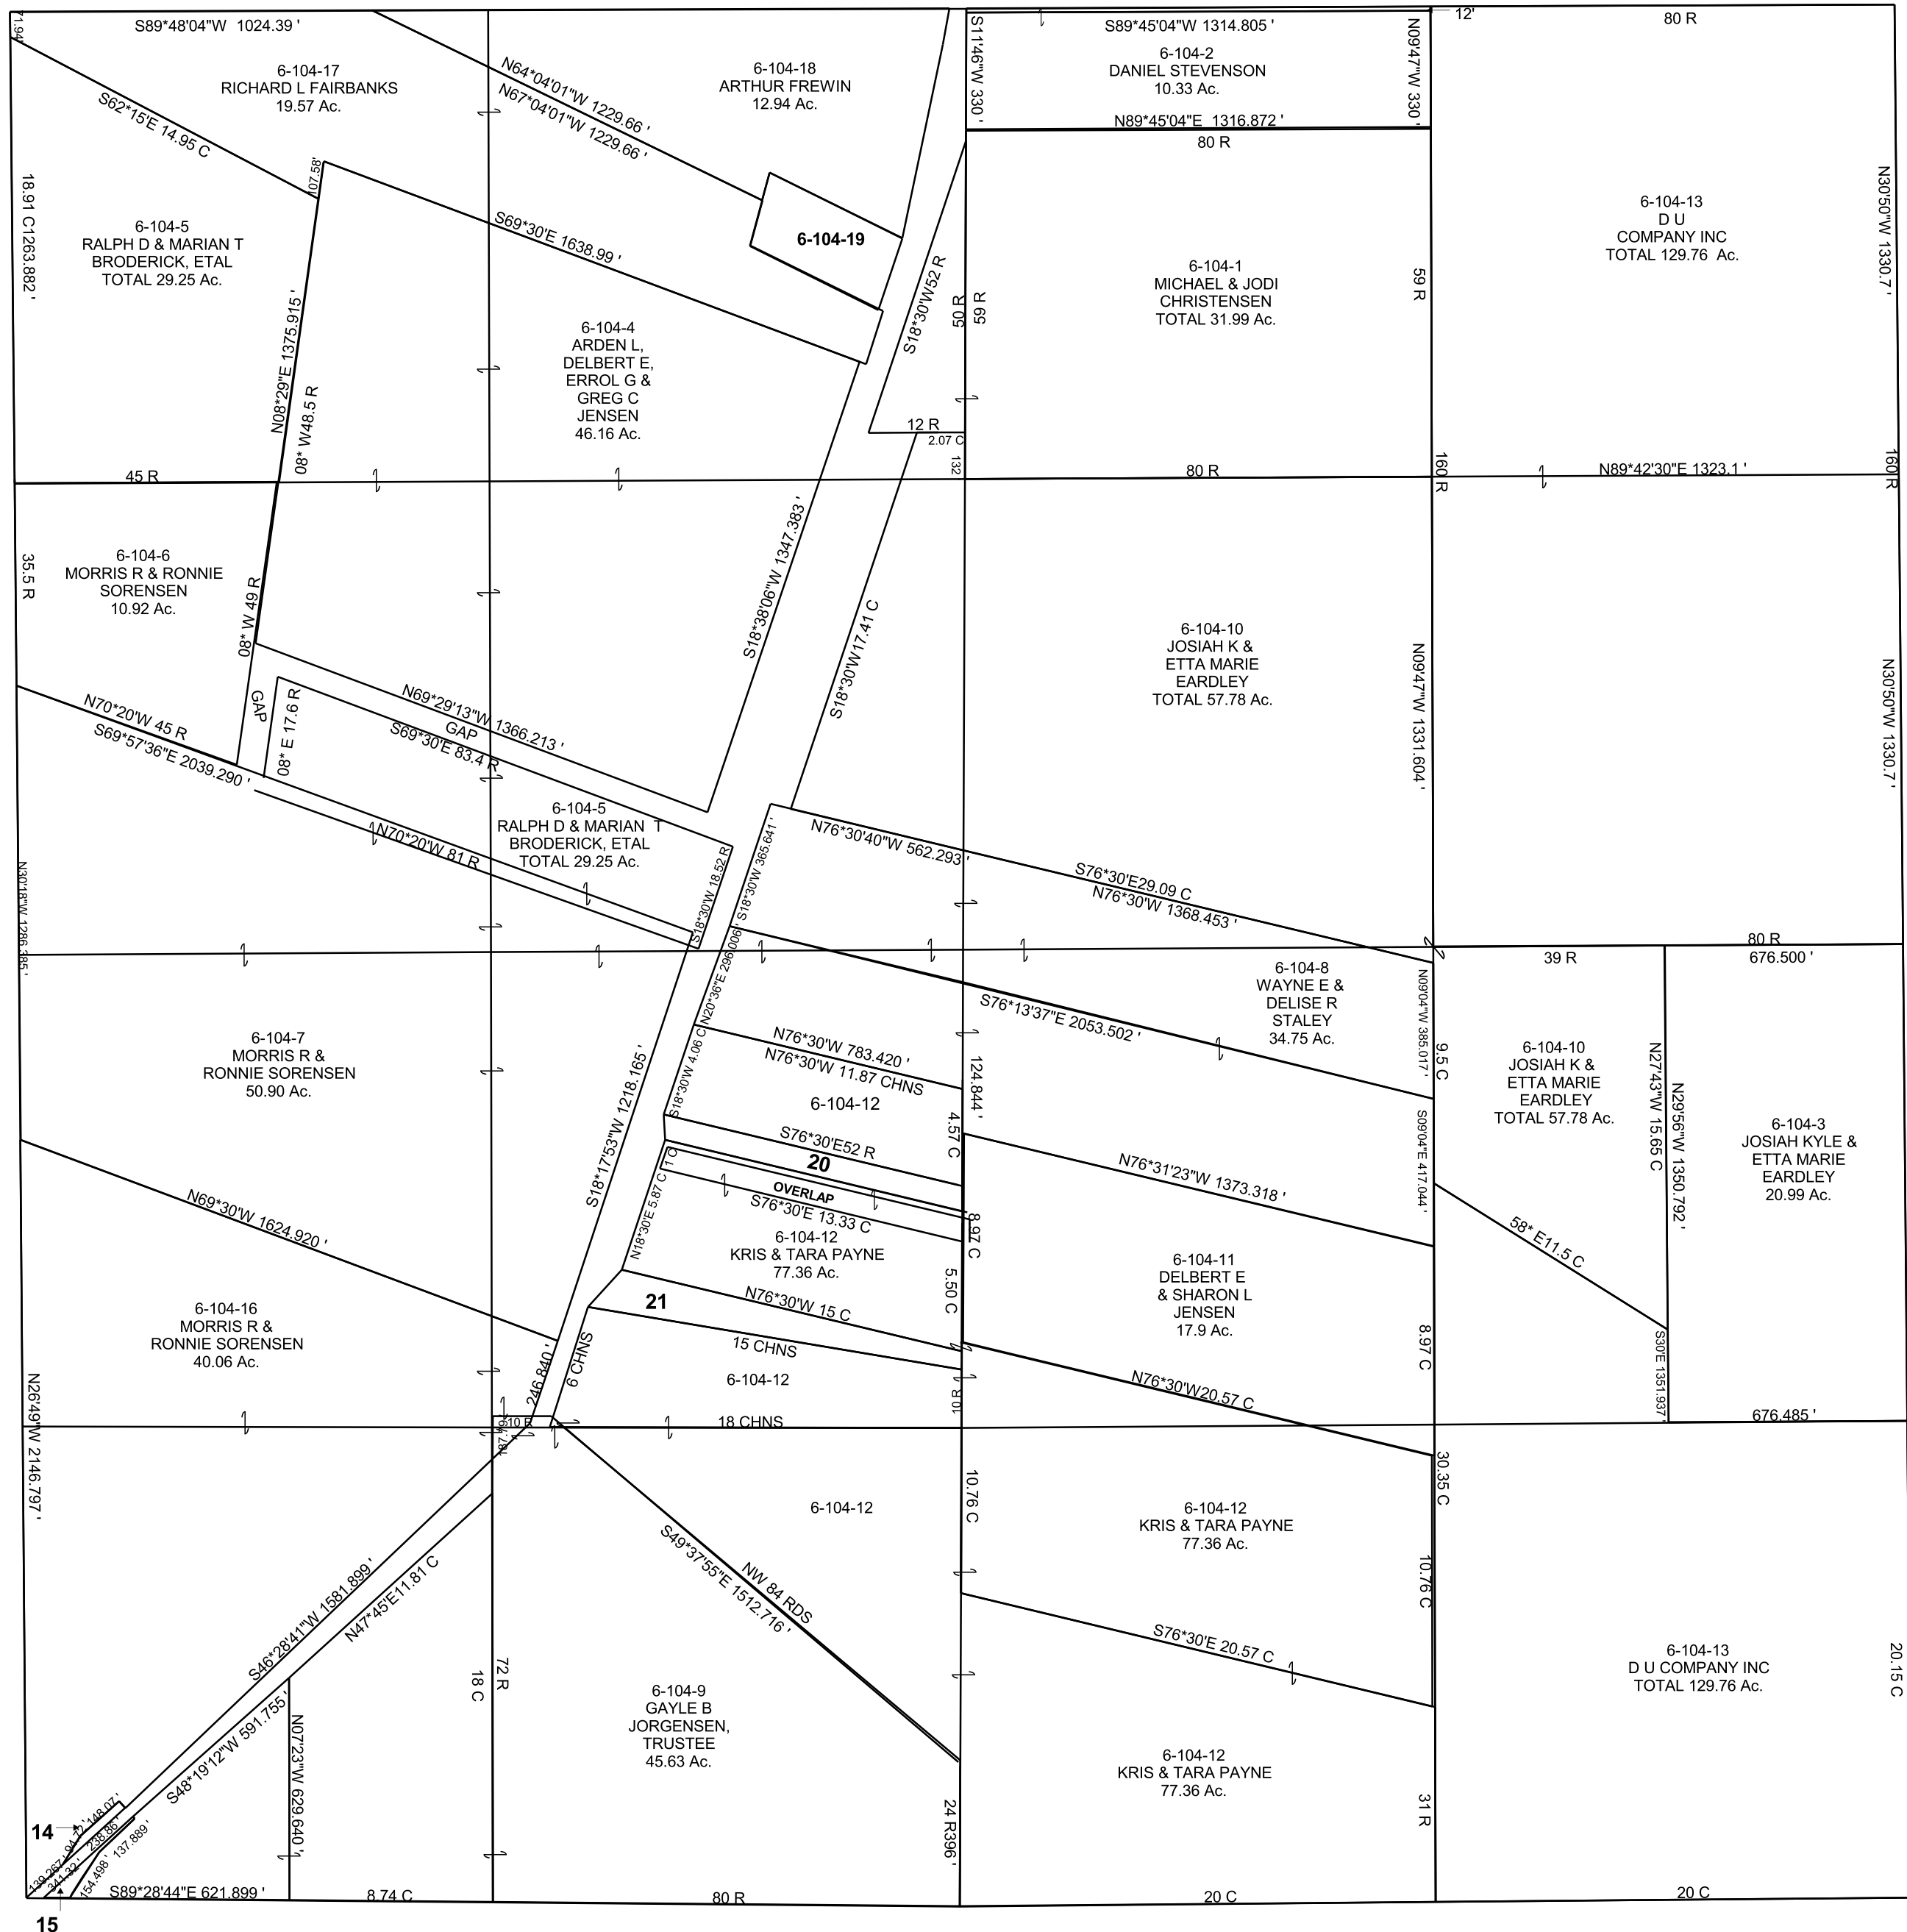 S89*48'04"W 1024.39 '
71.94'
6-104-17
RICHARD L FAIRBANKS
19.57 Ac.
S62*15'E 14.95 C
N64*04'01"W 1229.66 '
N67*04'01"W 1229.66 '
6-104-18
ARTHUR FREWIN
12.94 Ac.
S11'46"W 330 '
S89*45'04"W 1314.805 '
6-104-2
DANIEL STEVENSON
10.33 Ac.
N89*45'04"E 1316.872 '
80 R
N09'47"W 330 '
12'
80 R
18.91 C1263.882 '
6-104-5
RALPH D & MARIAN T
BRODERICK, ETAL
TOTAL 29.25 Ac.
107.58'
S69*30'E 1638.99 '
6-104-19
S18*30'W52 R
50 R
59 R
6-104-1
MICHAEL & JODI
CHRISTENSEN
TOTAL 31.99 Ac.
59 R
6-104-13
D U
COMPANY INC
TOTAL 129.76 Ac.
N30'50"W 1330.7 '
N08*29"E 1375.915 '
08* W48.5 R
6-104-4
ARDEN L,
DELBERT E,
ERROL G &
GREG C
JENSEN
46.16 Ac.
12 R
2.07 C
132
45 R
80 R
160 R
N89*42'30"E 1323.1 '
160 R
35.5 R
6-104-6
MORRIS R & RONNIE
SORENSEN
10.92 Ac.
08* W 49 R
S18*38'06"W 1347.383 '
S18*30'W17.41 C
6-104-10
JOSIAH K &
ETTA MARIE
EARDLEY
TOTAL 57.78 Ac.
N09'47"W 1331.604 '
N30'50"W 1330.7 '
N70*20'W 45 R
S69*57'36"E 2039.290 '
GAP
08* E 17.6 R
N69*29'13"W 1366.213 '
GAP
S69*30'E 83.4 R
6-104-5
RALPH D & MARIAN T
BRODERICK, ETAL
TOTAL 29.25 Ac.
N70*20'W 81 R
S18*30'W 18.52 R
S18*30'W 365.641 '
N76*30'40"W 562.293 '
S76*30'E29.09 C
N76*30'W 1368.453 '
N30'18"W 1286.385 '
N20*36"E 296.006 '
80 R
39 R
676.500 '
6-104-8
WAYNE E &
DELISE R
STALEY
34.75 Ac.
S76*13'37"E 2053.502 '
N09'04"W 385.017 '
9.5 C
6-104-7
MORRIS R &
RONNIE SORENSEN
50.90 Ac.
S18*17'53"W 1218.165 '
S18*30'W 4.06 C
N76*30'W 783.420 '
N76*30'W 11.87 CHNS
6-104-12
124.844 '
4.57 C
6-104-10
JOSIAH K &
ETTA MARIE
EARDLEY
TOTAL 57.78 Ac.
N27'43"W 15.65 C
N29'56"W 1350.792 '
6-104-3
JOSIAH KYLE &
ETTA MARIE
EARDLEY
20.99 Ac.
S76*30'E52 R
20
1 C
OVERLAP
S76*30'E 13.33 C
N76*31'23"W 1373.318 '
S09'04"E 417.044 '
N69*30'W 1624.920 '
N18*30'E 5.87 C
6-104-12
KRIS & TARA PAYNE
77.36 Ac.
8.97 C
5.50 C
58* E11.5 C
6-104-11
DELBERT E
& SHARON L
JENSEN
17.9 Ac.
8.97 C
S30'E 1351.937 '
6-104-16
MORRIS R &
RONNIE SORENSEN
40.06 Ac.
21
N76*30'W 15 C
15 CHNS
6 CHNS
246.840 '
6-104-12
10 R
N76*30'W20.57 C
18 CHNS
676.485 '
N26'49"W 2146.797 '
6-104-12
10.76 C
6-104-12
KRIS & TARA PAYNE
77.36 Ac.
30.35 C
10.76 C
S46*28'41"W 1581.899 '
N47*45'E11.81 C
NW 84 RDS
S49*37'55"E 1512.716 '
S76*30'E 20.57 C
72 R
18 C
6-104-9
GAYLE B
JORGENSEN,
TRUSTEE
45.63 Ac.
6-104-13
D U COMPANY INC
TOTAL 129.76 Ac.
20.15 C
S48*19'12"W 591.755 '
N07'23"W 629.640 '
6-104-12
KRIS & TARA PAYNE
77.36 Ac.
24 R396 '
31 R
14
148.07 '
94.72 '
238.86 '
137.889 '
139.267 '
341.32 '
154.498 '
S89*28'44"E 621.899 '
8.74 C
80 R
20 C
20 C
15